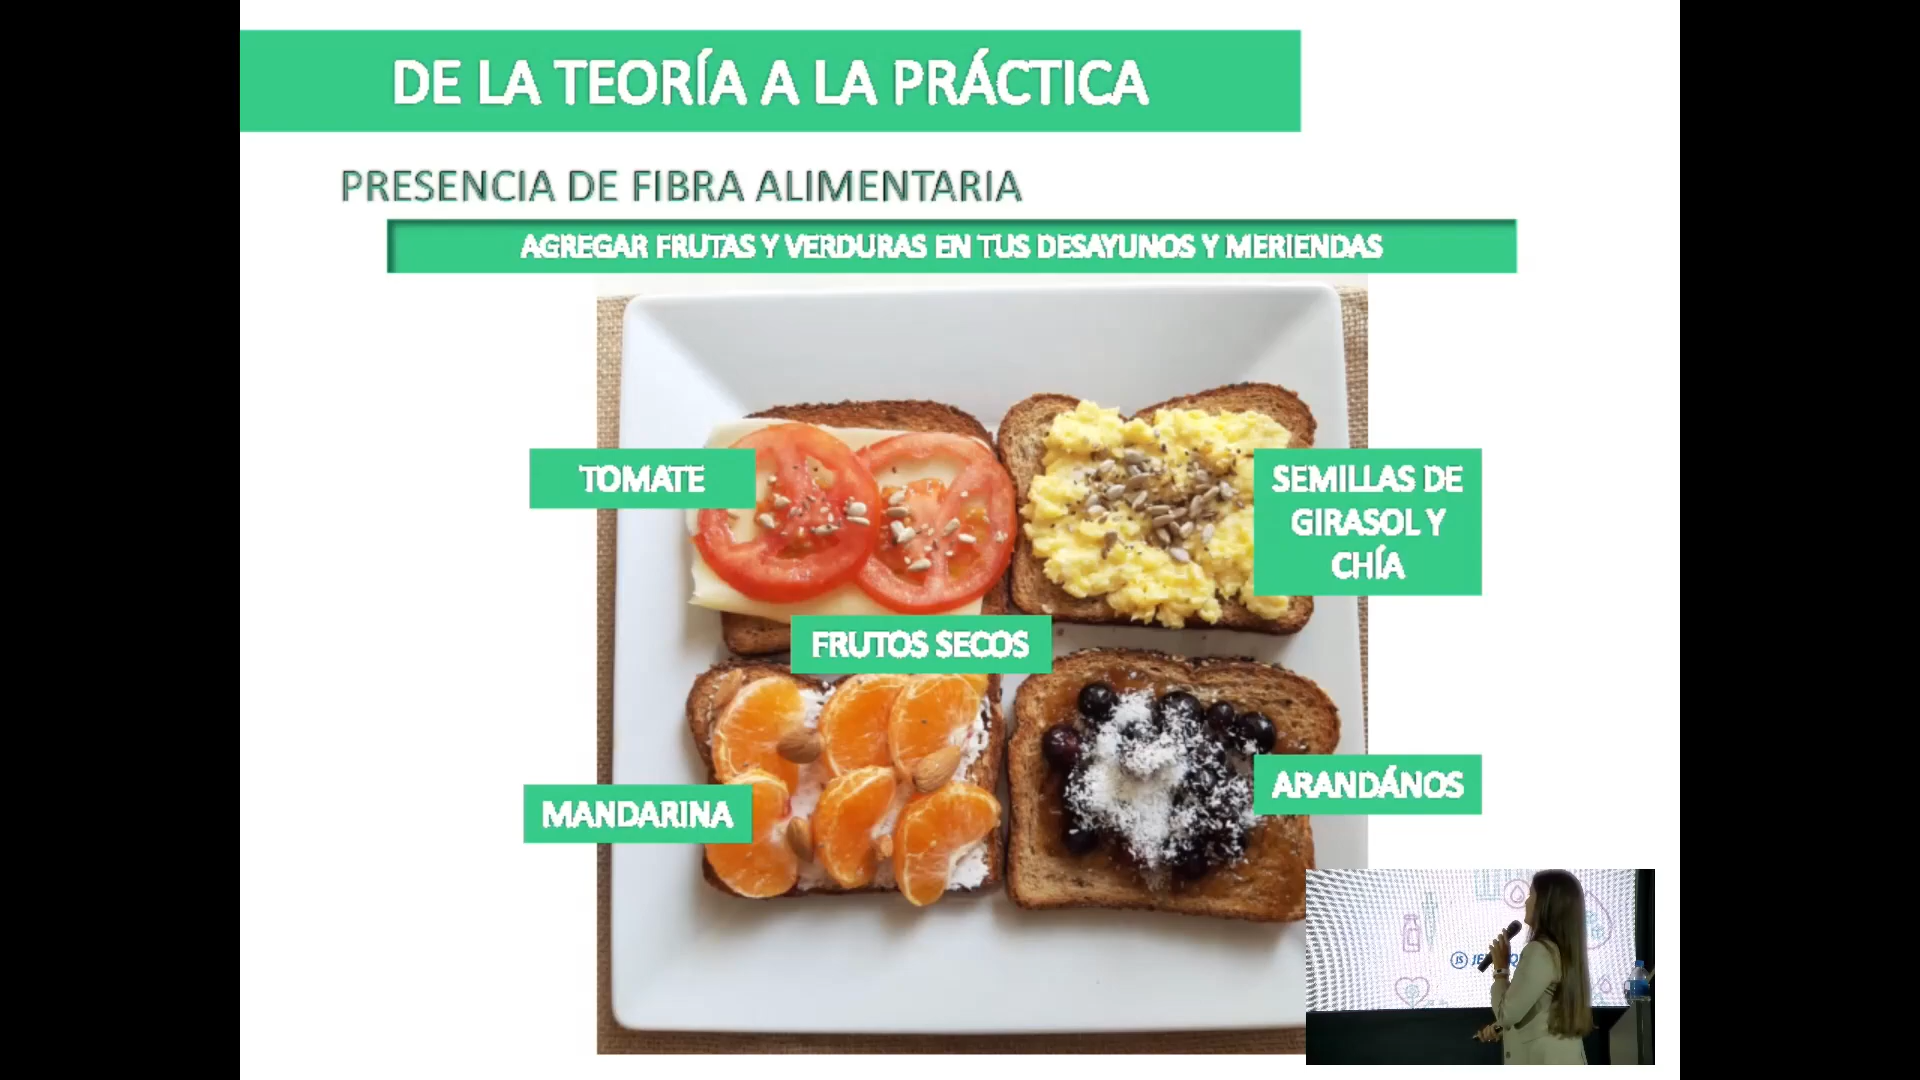 DE LA TEORÍA A LA PRÁCTICA
PRESENCIA DE FIBRA ALIMENTARIA
AGREGAR FRUTAS Y VERDURAS EN TUS DESAYUNOS Y MERIENDAS
TOMATE
SEMILLAS DE
GIRASOL Y
CHÍA
FRUTOS SECOS
MANDARINA
ARANDÁNOS